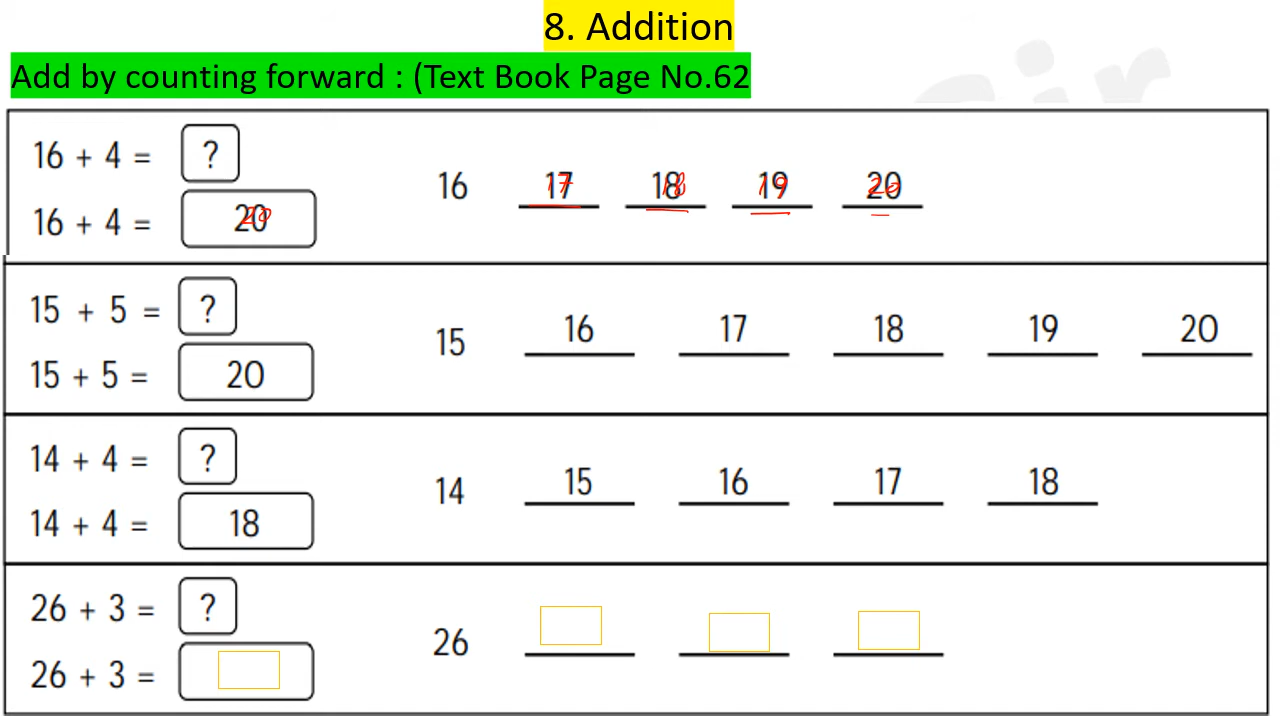 8. Addition
Add by counting forward : (Text Book Page No.62
16 + 4 = ?
16 + 4 = 20
16 17 18 19 20
15 + 5 = ?
15 + 5 = 20
15 16 17 18 19 20
14 + 4 = ?
14 + 4 = 18
14 15 16 17 18
26 + 3 = ?
26 + 3 =
26